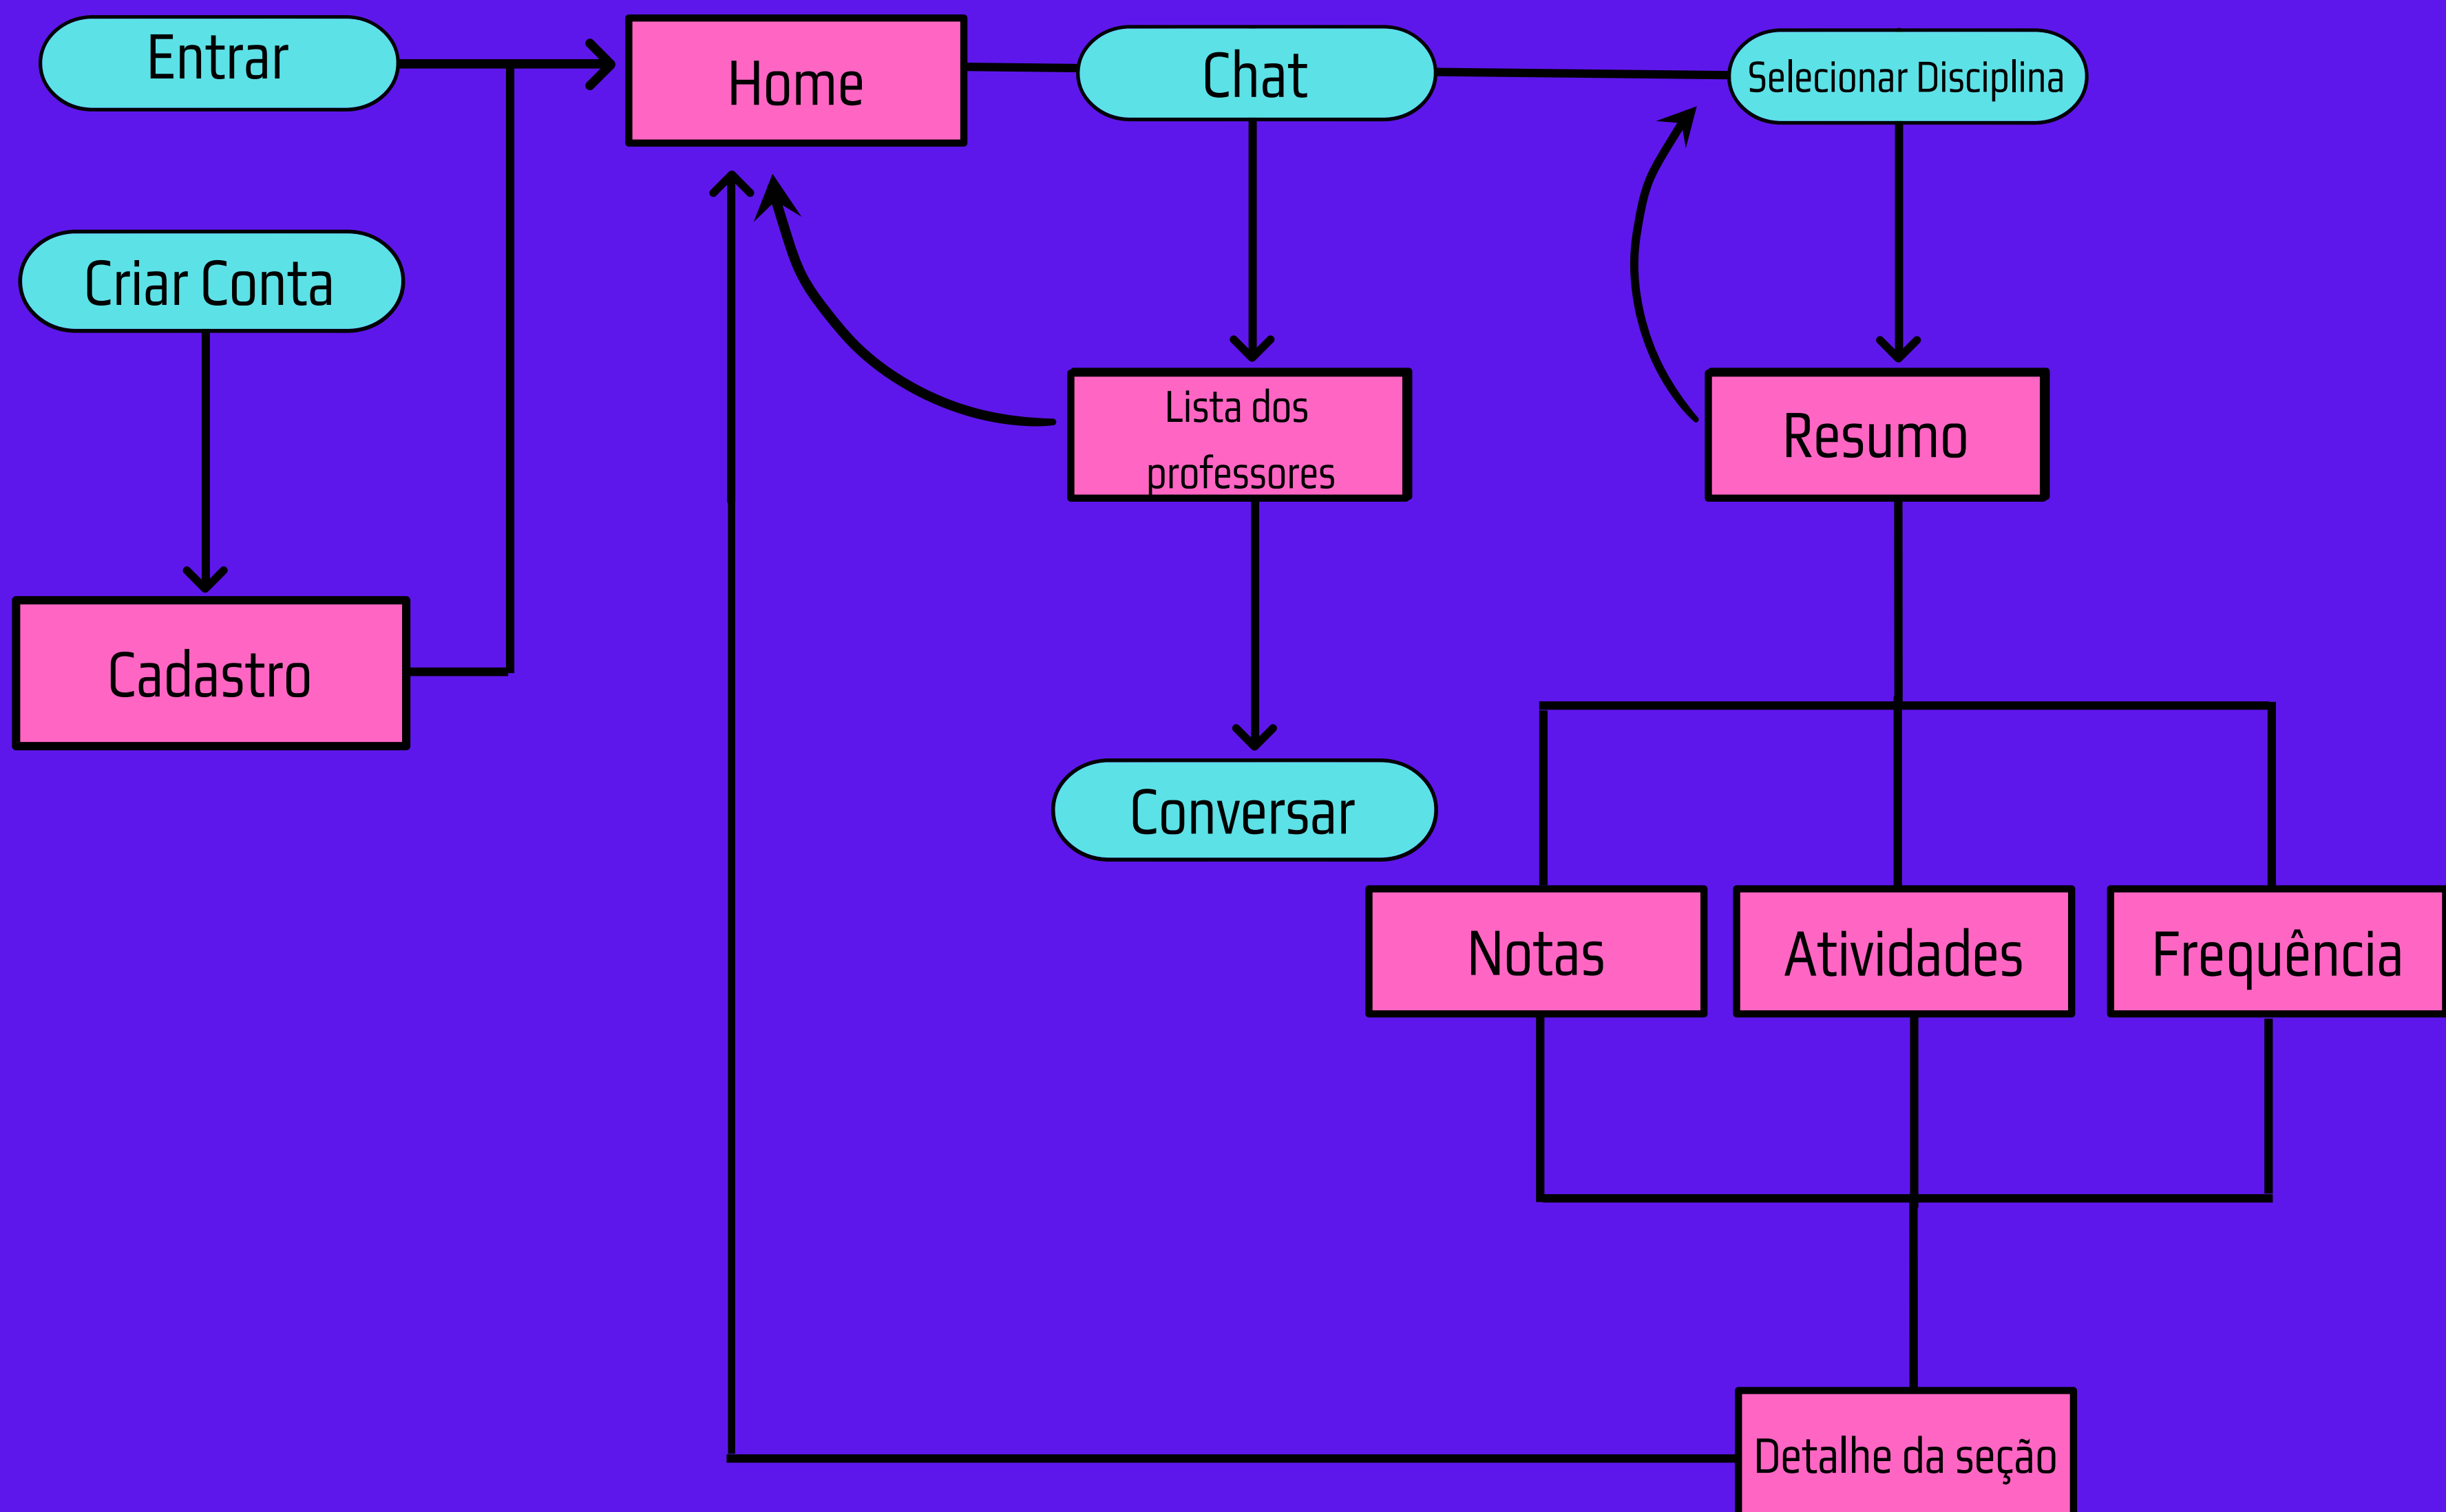 Entrar
Home
Chat
Selecionar Disciplina
Criar Conta
Lista dos
professores
Resumo
Cadastro
Conversar
Notas
Atividades
Frequência
Detalhe da seção